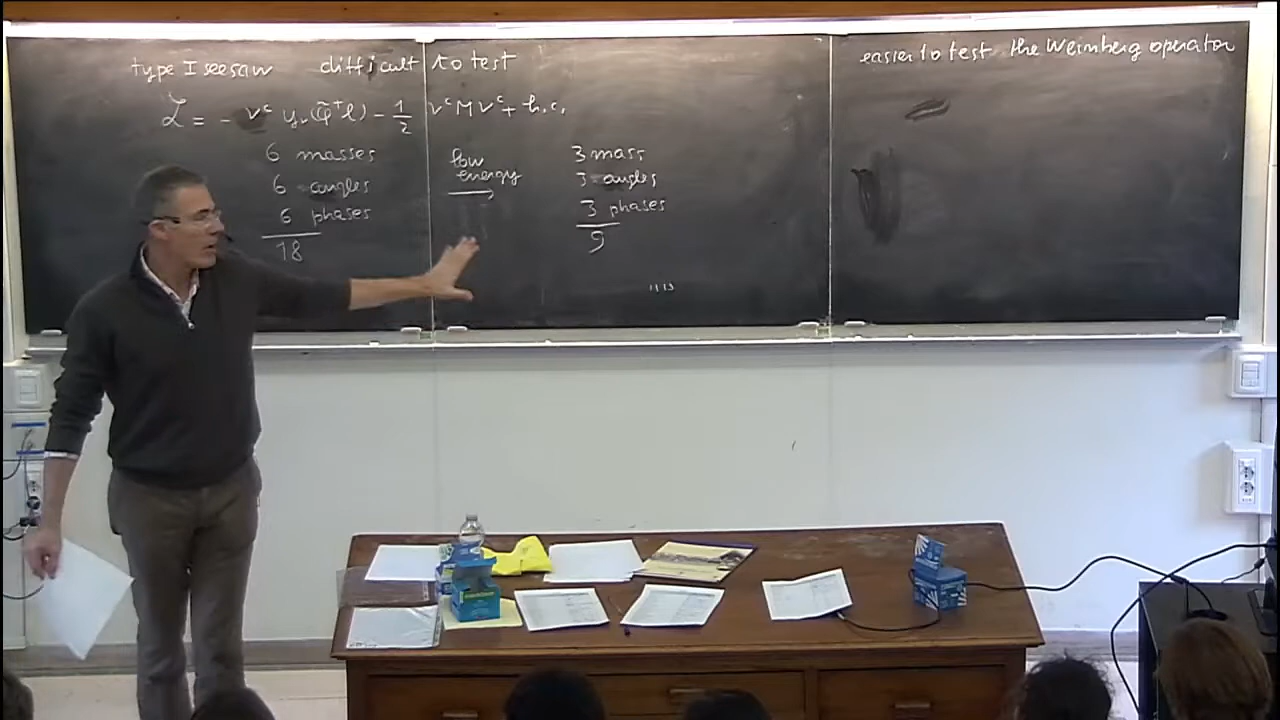 type I seesaw difficult to test
ℒ = - ν^c y_ν (φ̃^+ l) - 1/2 ν^c M ν^c + h.c.
6 masses
6 angles
6 phases
18
low energy
→
3 mass
3 angles
3 phases
9
easier to test the Weinberg operator